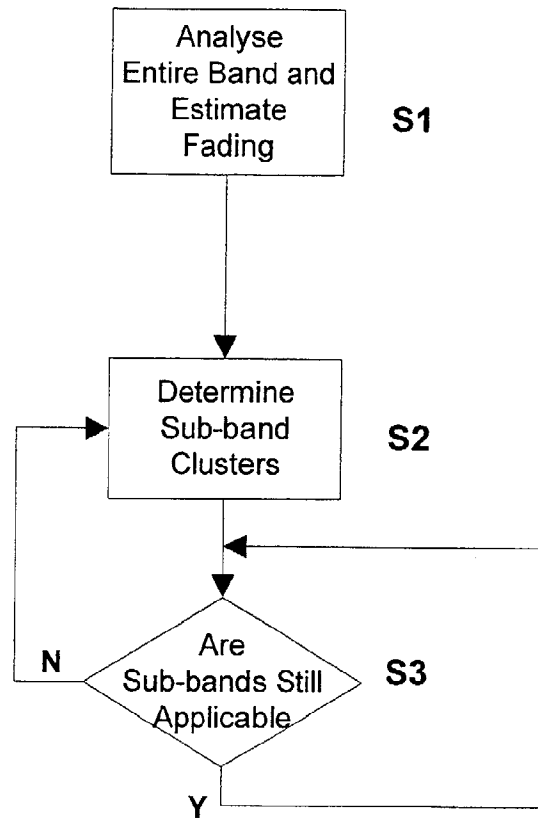 Analyse
Entire Band and
Estimate
Fading
S1
Determine
Sub-band
Clusters
S2
Are
Sub-bands Still
Applicable
S3
N
Y